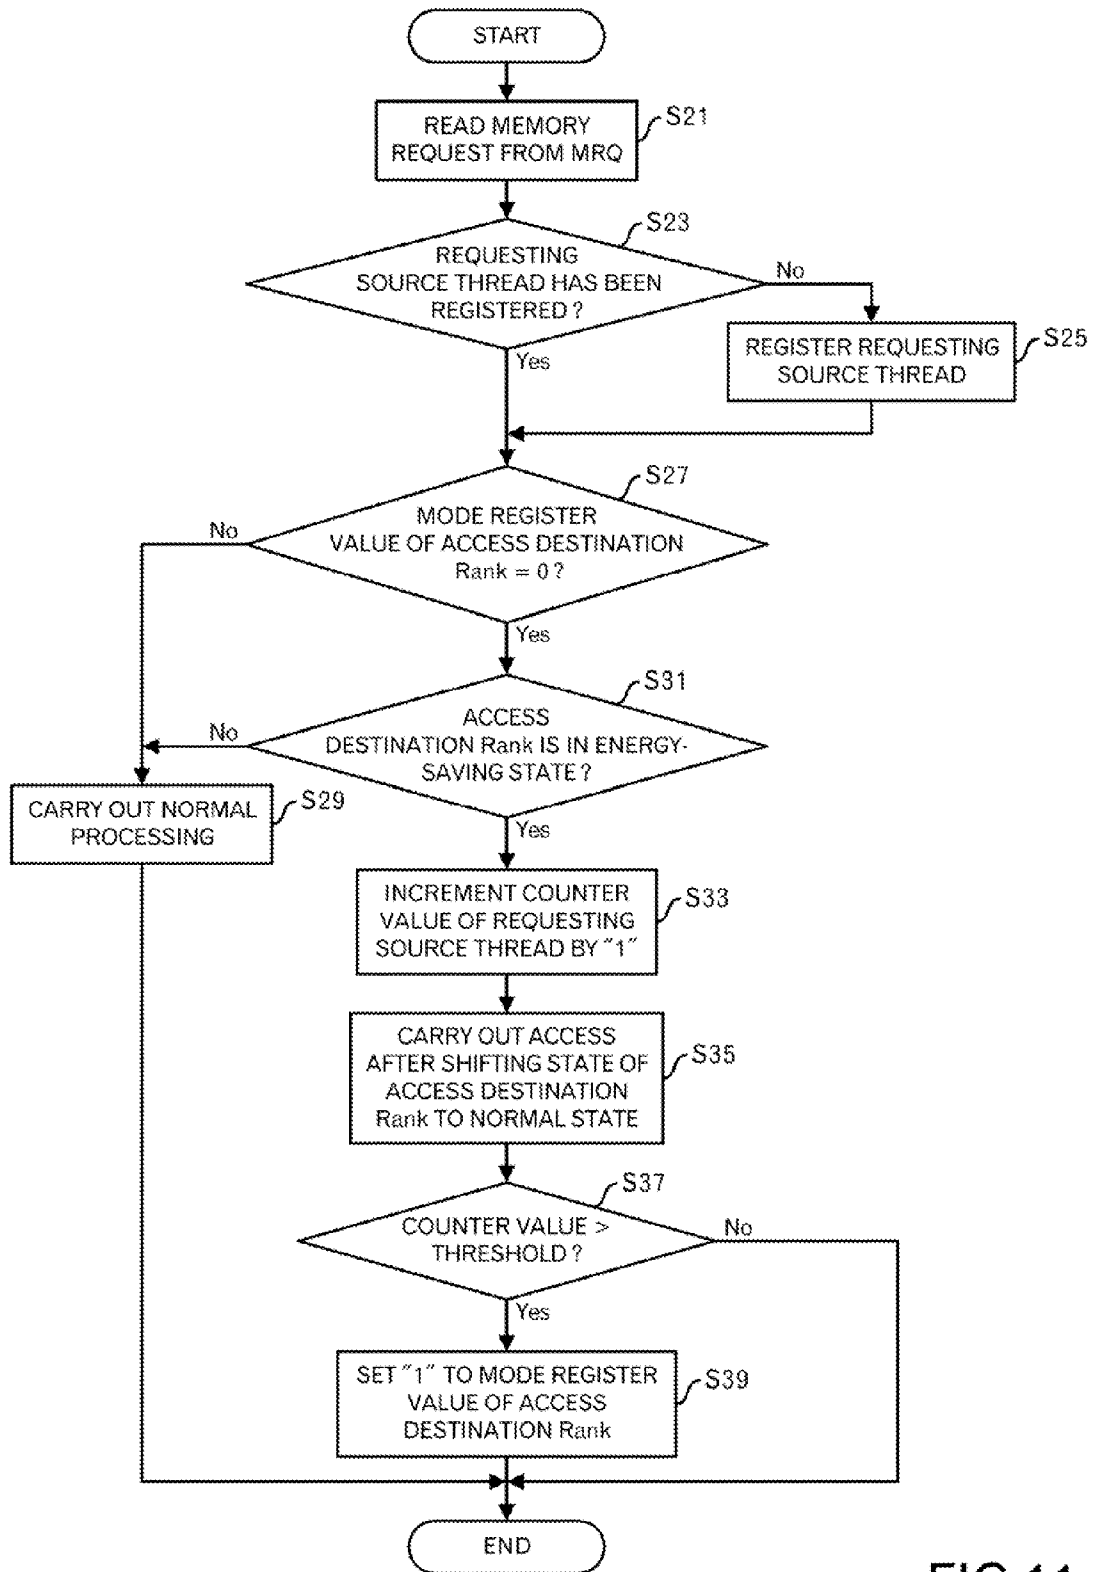 START
READ MEMORY
REQUEST FROM MRQ
S21
S23
REQUESTING
SOURCE THREAD HAS BEEN
REGISTERED?
No
Yes
REGISTER REQUESTING
SOURCE THREAD
S25
S27
MODE REGISTER
VALUE OF ACCESS DESTINATION
Rank = 0?
No
Yes
S31
ACCESS
DESTINATION Rank IS IN ENERGY-
SAVING STATE?
No
Yes
CARRY OUT NORMAL
PROCESSING
S29
INCREMENT COUNTER
VALUE OF REQUESTING
SOURCE THREAD BY "1"
S33
CARRY OUT ACCESS
AFTER SHIFTING STATE OF
ACCESS DESTINATION
Rank TO NORMAL STATE
S35
S37
COUNTER VALUE >
THRESHOLD?
No
Yes
SET "1" TO MODE REGISTER
VALUE OF ACCESS
DESTINATION Rank
S39
END
FIG.11